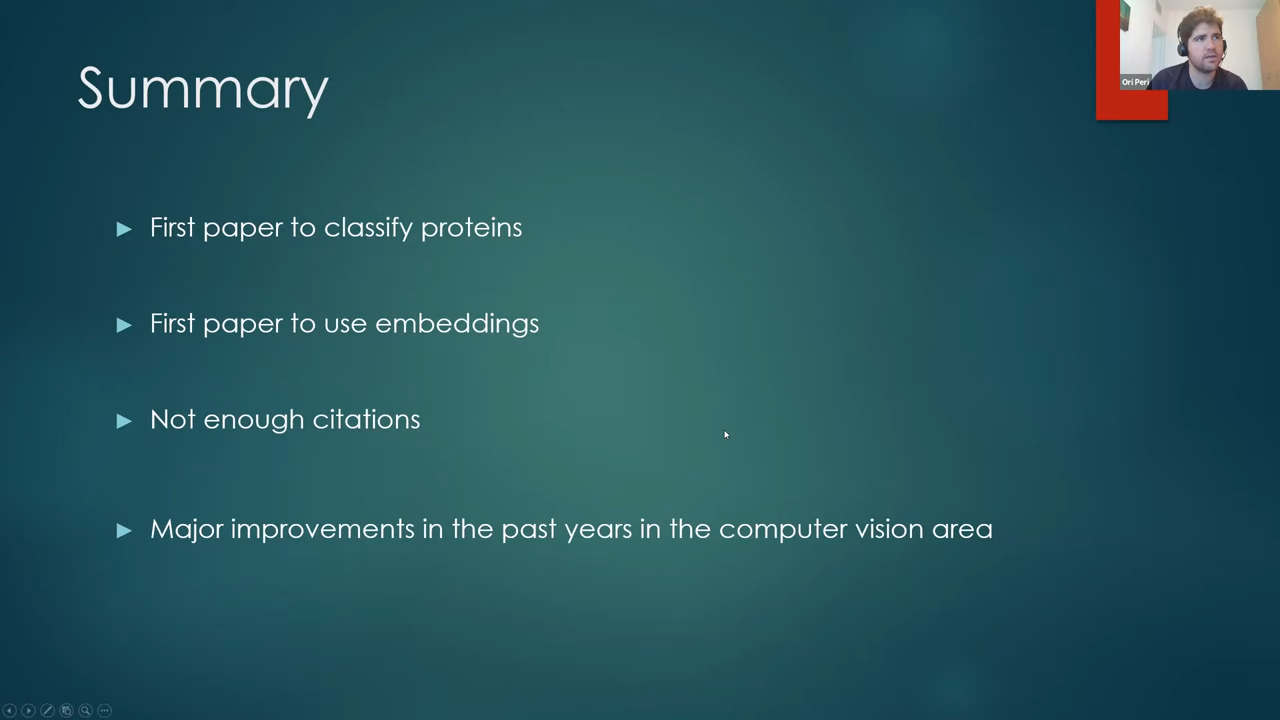 Summary
Ori Peri
First paper to classify proteins
First paper to use embeddings
Not enough citations
Major improvements in the past years in the computer vision area